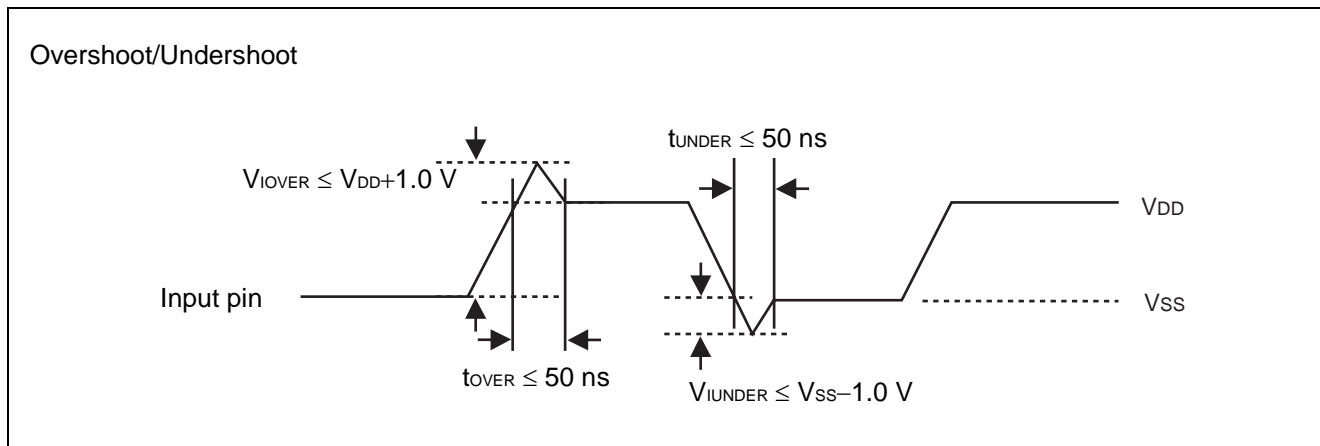 Overshoot/Undershoot
tUNDER ≤ 50 ns
VIOVER ≤ VDD+1.0 V
VDD
Input pin
VSS
tOVER ≤ 50 ns
VIUNDER ≤ VSS−1.0 V